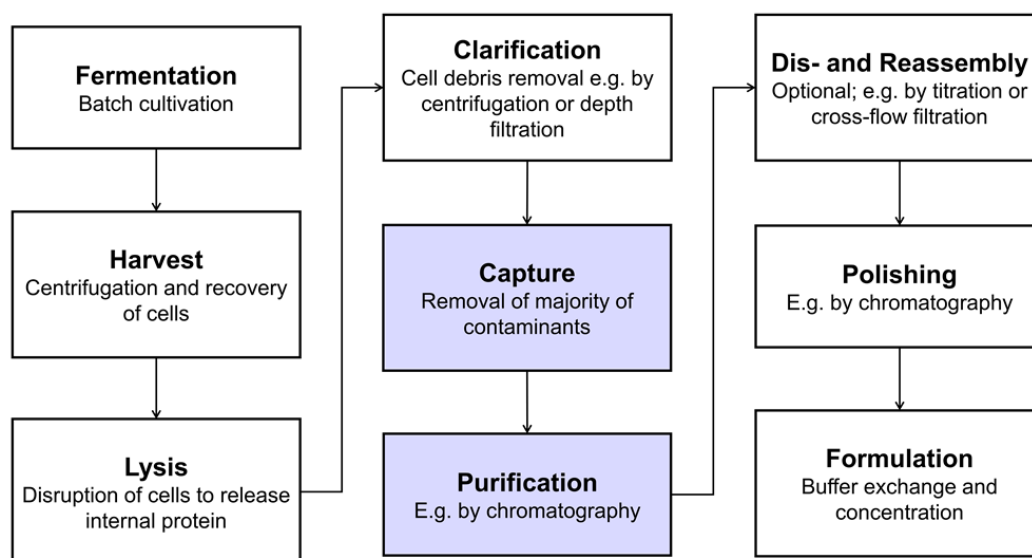 Fermentation
Batch cultivation
Harvest
Centrifugation and recovery
of cells
Lysis
Disruption of cells to release
internal protein
Clarification
Cell debris removal e.g. by
centrifugation or depth
filtration
Capture
Removal of majority of
contaminants
Purification
E.g. by chromatography
Dis- and Reassembly
Optional; e.g. by titration or
cross-flow filtration
Polishing
E.g. by chromatography
Formulation
Buffer exchange and
concentration